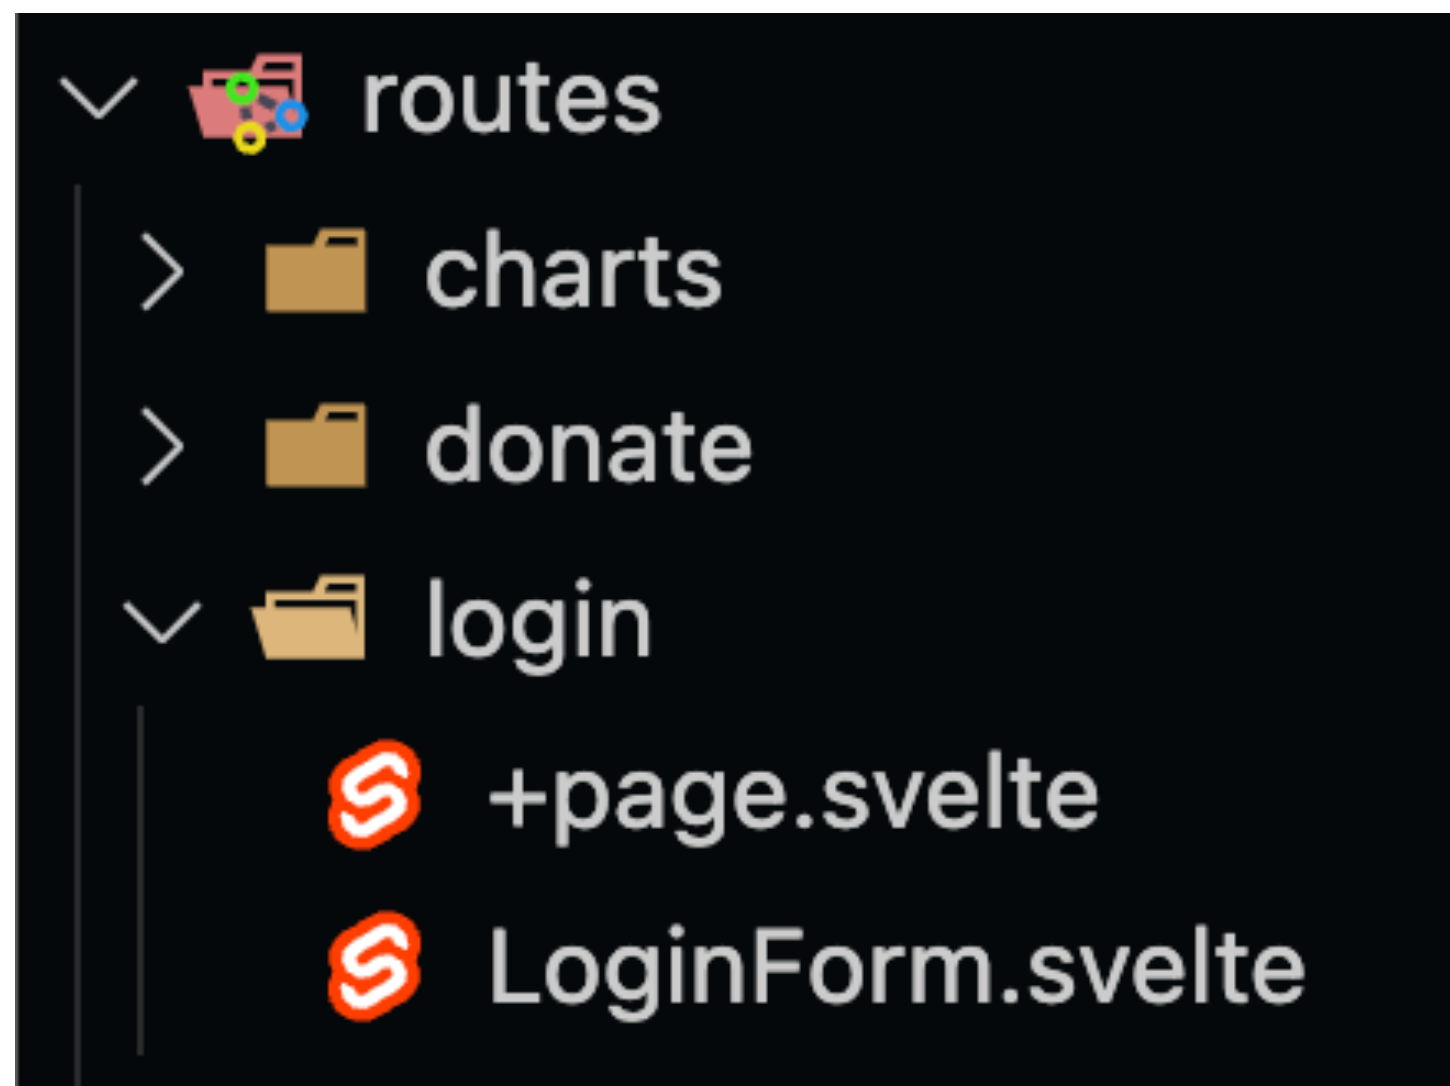 routes
charts
donate
login
+page.svelte
LoginForm.svelte